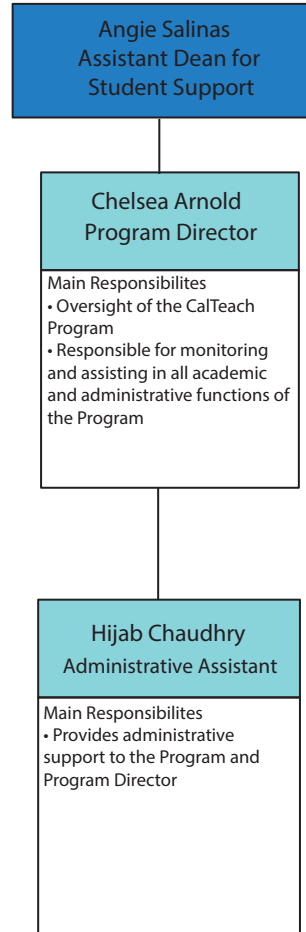 Angie Salinas
Assistant Dean for
Student Support
Chelsea Arnold
Program Director
Main Responsibilites
• Oversight of the CalTeach
Program
• Responsible for monitoring
and assisting in all academic
and administrative functions of
the Program
Hijab Chaudhry
Administrative Assistant
Main Responsibilites
• Provides administrative
support to the Program and
Program Director